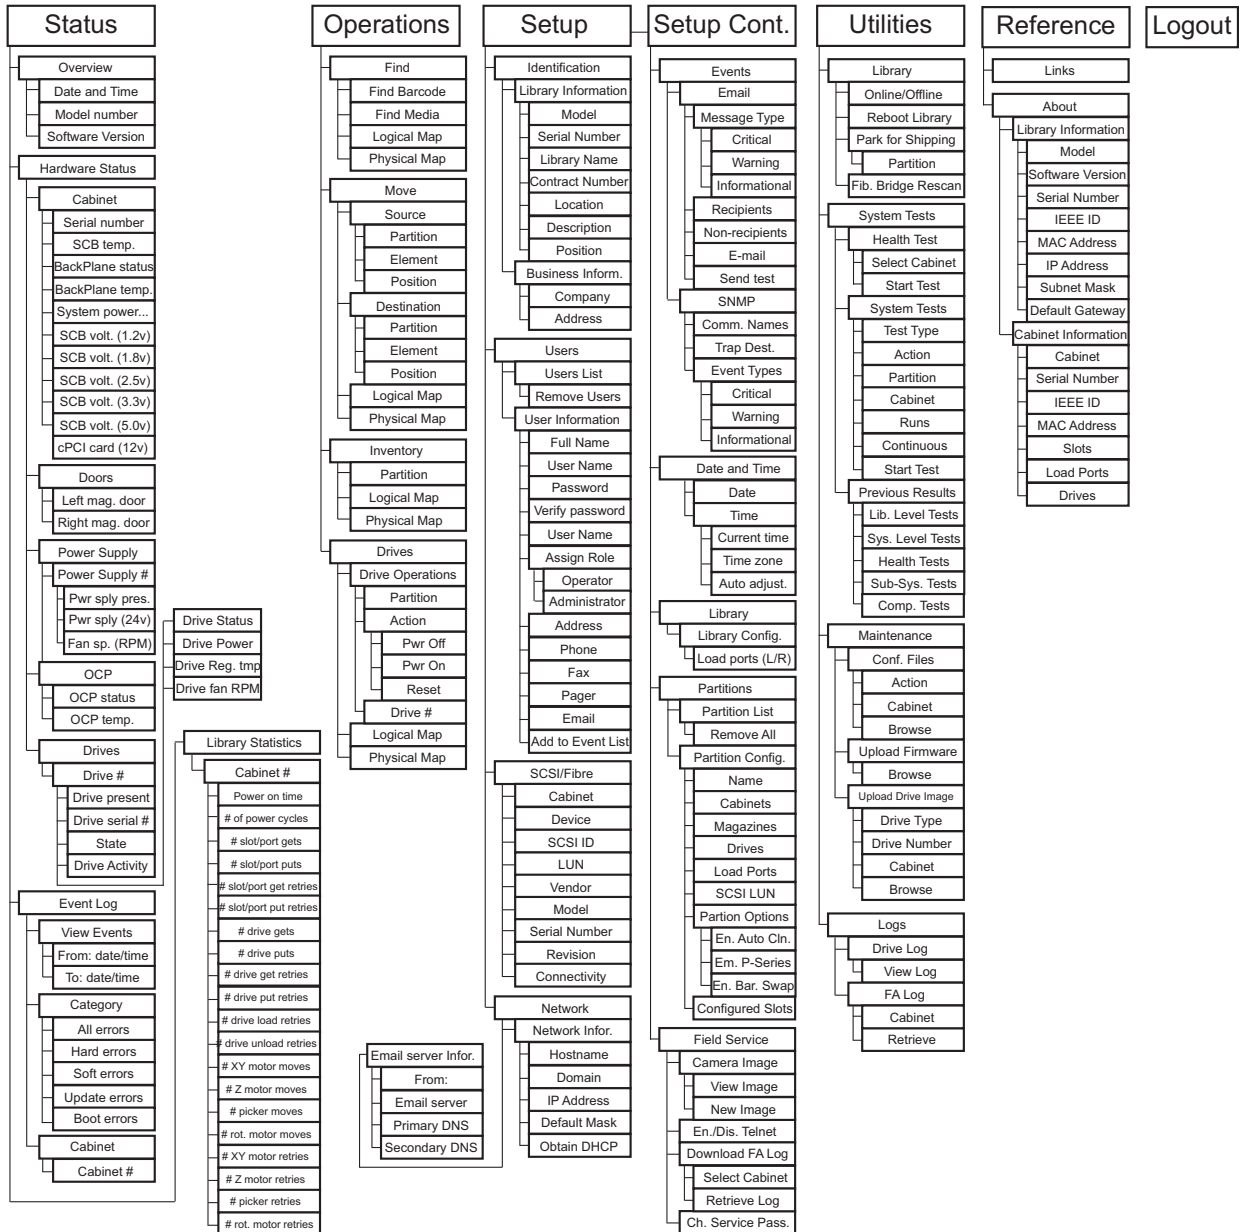 Status
Overview
Date and Time
Model number
Software Version
Hardware Status
Cabinet
Serial number
SCB temp.
BackPlane status
BackPlane temp.
System power...
SCB volt. (1.2v)
SCB volt. (1.8v)
SCB volt. (2.5v)
SCB volt. (3.3v)
SCB volt. (5.0v)
cPCI card (12v)
Doors
Left mag. door
Right mag. door
Power Supply
Power Supply #
Pwr sply pres.
Pwr sply (24v)
Fan sp. (RPM)
OCP
OCP status
OCP temp.
Drives
Drive #
Drive present
Drive serial #
State
Drive Activity
Drive Status
Drive Power
Drive Reg. tmp
Drive fan RPM
Event Log
View Events
From: date/time
To: date/time
Category
All errors
Hard errors
Soft errors
Update errors
Boot errors
Cabinet
Cabinet #
Library Statistics
Cabinet #
Power on time
# of power cycles
# slot/port gets
# slot/port puts
# slot/port get retries
# slot/port put retries
# drive gets
# drive puts
# drive get retries
# drive put retries
# drive load retries
# drive unload retries
# XY motor moves
# Z motor moves
# picker moves
# rot. motor moves
# XY motor retries
# Z motor retries
# picker retries
# rot. motor retries
Operations
Find
Find Barcode
Find Media
Logical Map
Physical Map
Move
Source
Partition
Element
Position
Destination
Partition
Element
Position
Logical Map
Physical Map
Inventory
Partition
Logical Map
Physical Map
Drives
Drive Operations
Partition
Action
Pwr Off
Pwr On
Reset
Drive #
Logical Map
Physical Map
Setup
Identification
Library Information
Model
Serial Number
Library Name
Contract Number
Location
Description
Position
Business Inform.
Company
Address
Users
Users List
Remove Users
User Information
Full Name
User Name
Password
Verify password
User Name
Assign Role
Operator
Administrator
Address
Phone
Fax
Pager
Email
Add to Event List
SCSI/Fibre
Cabinet
Device
SCSI ID
LUN
Vendor
Model
Serial Number
Revision
Connectivity
Network
Network Infor.
Hostname
Domain
IP Address
Default Mask
Obtain DHCP
Email server Infor.
From:
Email server
Primary DNS
Secondary DNS
Setup Cont.
Events
Email
Message Type
Critical
Warning
Informational
Recipients
Non-recipients
E-mail
Send test
SNMP
Comm. Names
Trap Dest.
Event Types
Critical
Warning
Informational
Date and Time
Date
Time
Current time
Time zone
Auto adjust.
Library
Library Config.
Load ports (L/R)
Partitions
Partition List
Remove All
Partition Config.
Name
Cabinets
Magazines
Drives
Load Ports
SCSI LUN
Partion Options
En. Auto Cln.
Em. P-Series
En. Bar. Swap
Configured Slots
Field Service
Camera Image
View Image
New Image
En./Dis. Telnet
Download FA Log
Select Cabinet
Retrieve Log
Ch. Service Pass.
Utilities
Library
Online/Offline
Reboot Library
Park for Shipping
Partition
Fib. Bridge Rescan
System Tests
Health Test
Select Cabinet
Start Test
System Tests
Test Type
Action
Partition
Cabinet
Runs
Continuous
Start Test
Previous Results
Lib. Level Tests
Sys. Level Tests
Health Tests
Sub-Sys. Tests
Comp. Tests
Maintenance
Conf. Files
Action
Cabinet
Browse
Upload Firmware
Browse
Upload Drive Image
Drive Type
Drive Number
Cabinet
Browse
Logs
Drive Log
View Log
FA Log
Cabinet
Retrieve
Reference
Links
About
Library Information
Model
Software Version
Serial Number
IEEE ID
MAC Address
IP Address
Subnet Mask
Default Gateway
Cabinet Information
Cabinet
Serial Number
IEEE ID
MAC Address
Slots
Load Ports
Drives
Logout